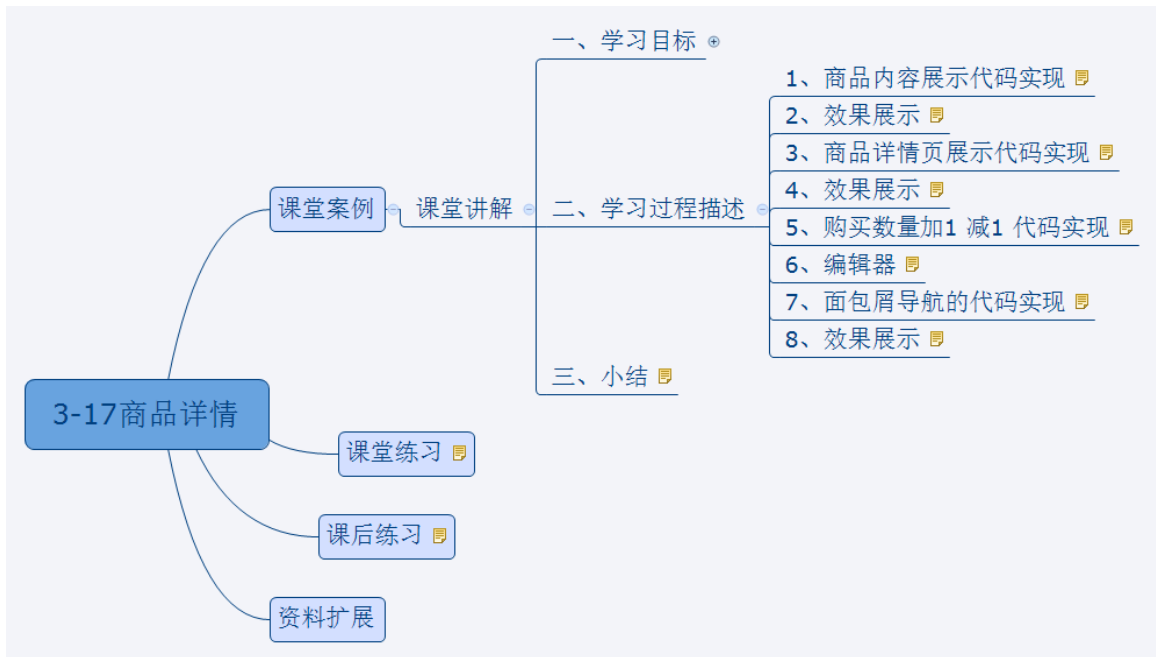 一、学习目标
1、商品内容展示代码实现
2、效果展示
3、商品详情页展示代码实现
4、效果展示
课堂案例
课堂讲解
二、学习过程描述
5、购买数量加1 减1 代码实现
6、编辑器
7、面包屑导航的代码实现
8、效果展示
三、小结
3-17商品详情
课堂练习
课后练习
资料扩展